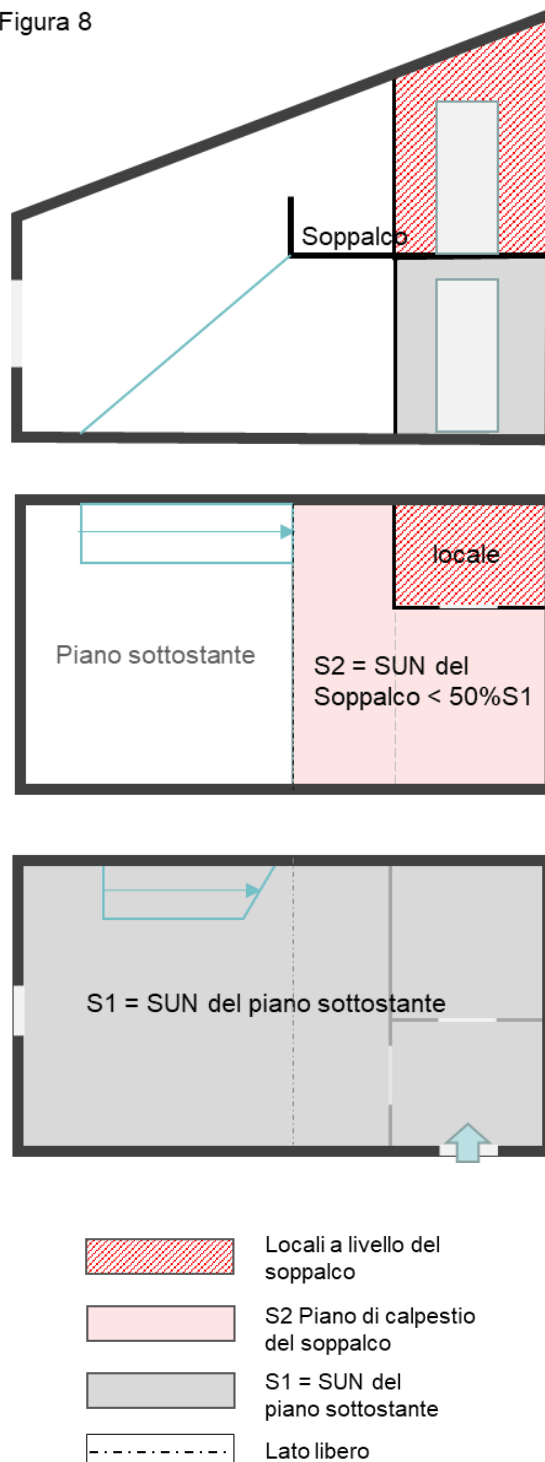 Figura 8
Soppalco
locale
Piano sottostante
S2 = SUN del
Soppalco < 50%S1
S1 = SUN del piano sottostante
Locali a livello del
soppalco
S2 Piano di calpestio
del soppalco
S1 = SUN del
piano sottostante
Lato libero